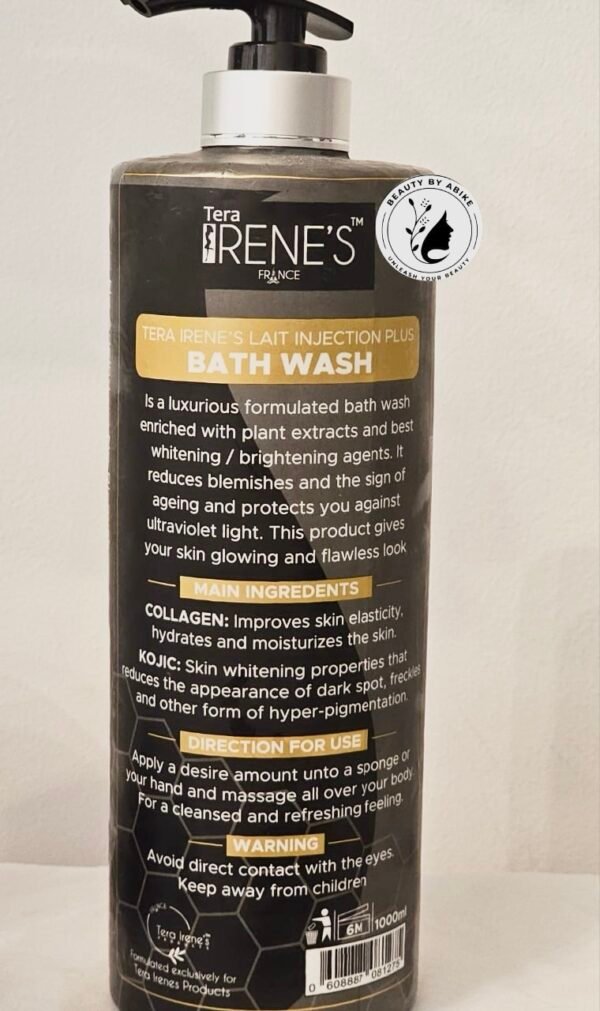 Tera
IRENE'S™
FRANCE
BEAUTY BY ABIKE
UNLEASH YOUR BEAUTY
TERA IRENE'S LAIT INJECTION PLUS
BATH WASH
Is a luxurious formulated bath wash
enriched with plant extracts and best
whitening / brightening agents. It
reduces blemishes and the sign of
ageing and protects you against
ultraviolet light. This product gives
your skin glowing and flawless look
MAIN INGREDENTS
COLLAGEN: Improves skin elasticity,
hydrates and moisturizes the skin.
KOJIC: Skin whitening properties that
reduces the appearance of dark spot, freckles
and other form of hyper-pigmentation.
DIRECTION FOR USE
Apply a desire amount unto a sponge or
your hand and massage all over your body.
For a cleansed and refreshing feeling.
WARNING
Avoid direct contact with the eyes.
Keep away from children
Tera Irene's™
Formulated exclusively for
Tera Irenes Products
6M
1000ml
0 608887 081275